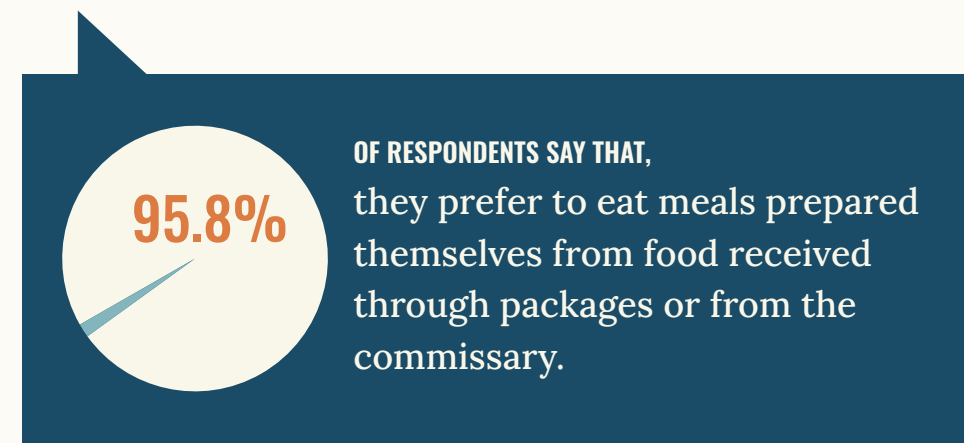 95.8%
OF RESPONDENTS SAY THAT,
they prefer to eat meals prepared
themselves from food received
through packages or from the
commissary.